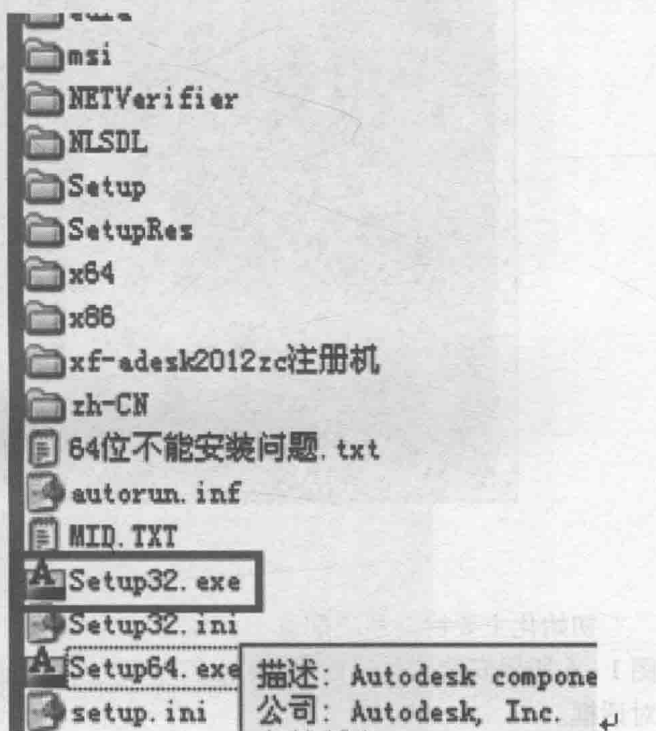 msi
NETVerifier
NLSDL
Setup
SetupRes
x64
x86
xf-adesk2012zc注册机
zh-CN
64位不能安装问题.txt
autorun.inf
MID.TXT
Setup32.exe
Setup32.ini
Setup64.exe
描述: Autodesk compone
setup.ini
公司: Autodesk, Inc.